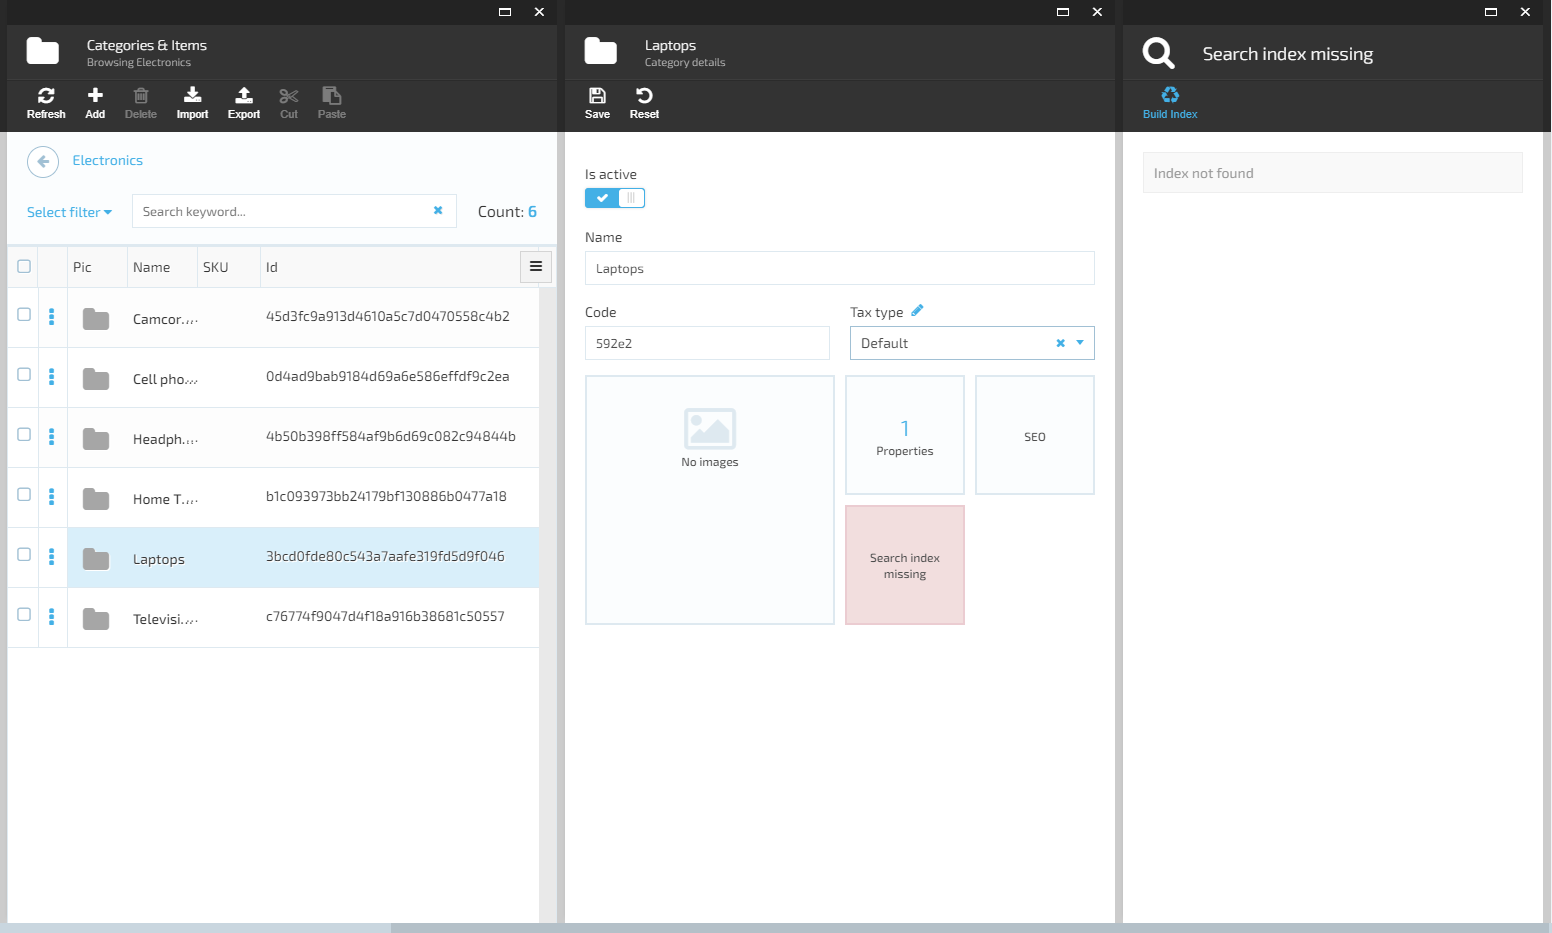 Categories & Items
Browsing Electronics
Refresh Add Delete Import Export Cut Paste
Electronics
Select filter Search keyword... Count: 6
Pic Name SKU Id
Camcor... 45d3fc9a913d4610a5c7d0470558c4b2
Cell pho... 0d4ad9bab9184d69a6e586effdf9c2ea
Headph... 4b50b398ff584af9b6d69c082c94844b
Home T... b1c093973bb24179bf130886b0477a18
Laptops 3bcd0fde80c543a7aafe319fd5d9f046
Televisi... c76774f9047d4f18a916b38681c50557
Laptops
Category details
Save Reset
Is active
Name
Laptops
Code Tax type
592e2 Default
No images
1
Properties
SEO
Search index
missing
Search index missing
Build Index
Index not found